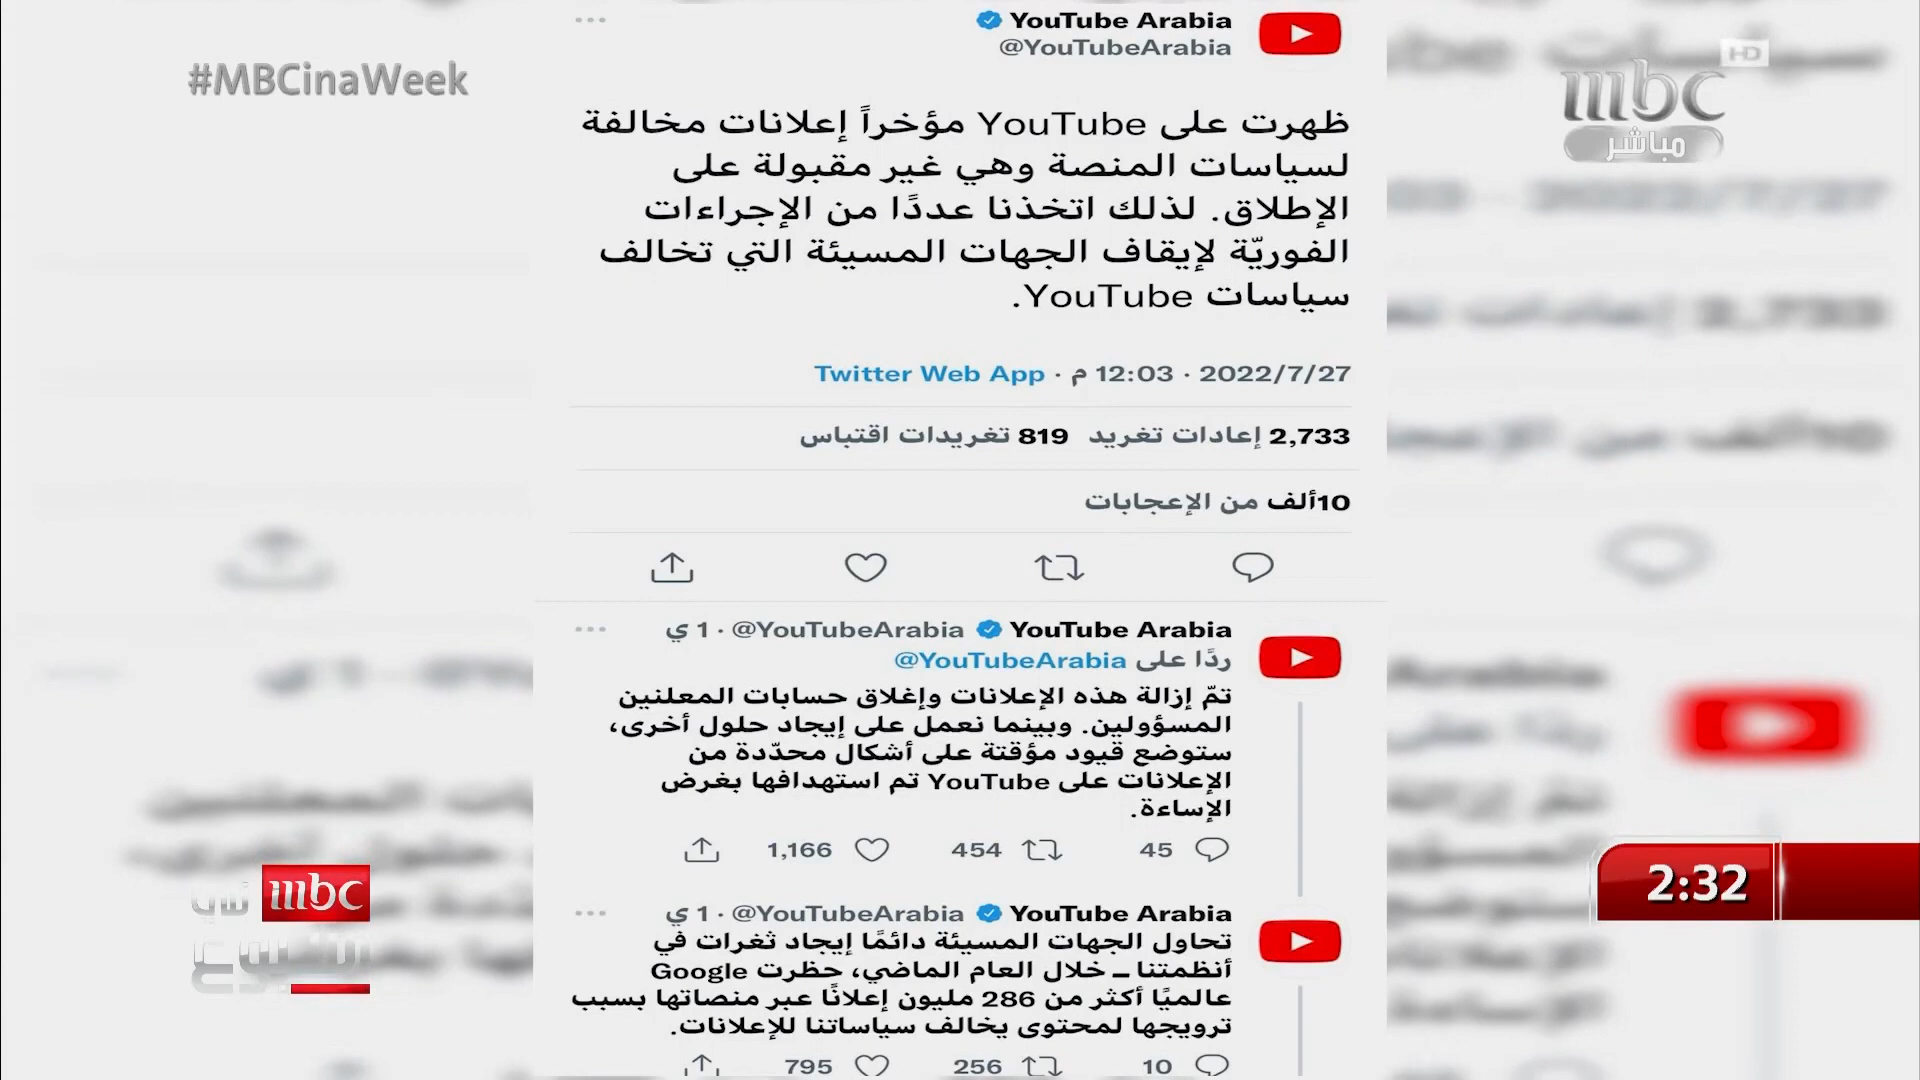 #MBCinaWeek
HD
mbc
مباشر
YouTube Arabia
@YouTubeArabia
ظهرت على YouTube مؤخراً إعلانات مخالفة
لسياسات المنصة وهي غير مقبولة على
الإطلاق. لذلك اتخذنا عددًا من الإجراءات
الفوريّة لإيقاف الجهات المسيئة التي تخالف
سياسات YouTube.
2022/7/27 · 12:03 م · Twitter Web App
2,733 إعادات تغريد 819 تغريدات اقتباس
10ألف من الإعجابات
YouTube Arabia @YouTubeArabia · 1 ي
ردًا على @YouTubeArabia
تمّ إزالة هذه الإعلانات وإغلاق حسابات المعلنين
المسؤولين. وبينما نعمل على إيجاد حلول أخرى،
ستوضع قيود مؤقتة على أشكال محدّدة من
الإعلانات على YouTube تم استهدافها بغرض
الإساءة.
45 454 1,166
YouTube Arabia @YouTubeArabia · 1 ي
تحاول الجهات المسيئة دائمًا إيجاد ثغرات في
أنظمتنا – خلال العام الماضي، حظرت Google
عالميًا أكثر من 286 مليون إعلانًا عبر منصاتها بسبب
ترويجها لمحتوى يخالف سياساتنا للإعلانات.
10 256 795
2:32
mbc في